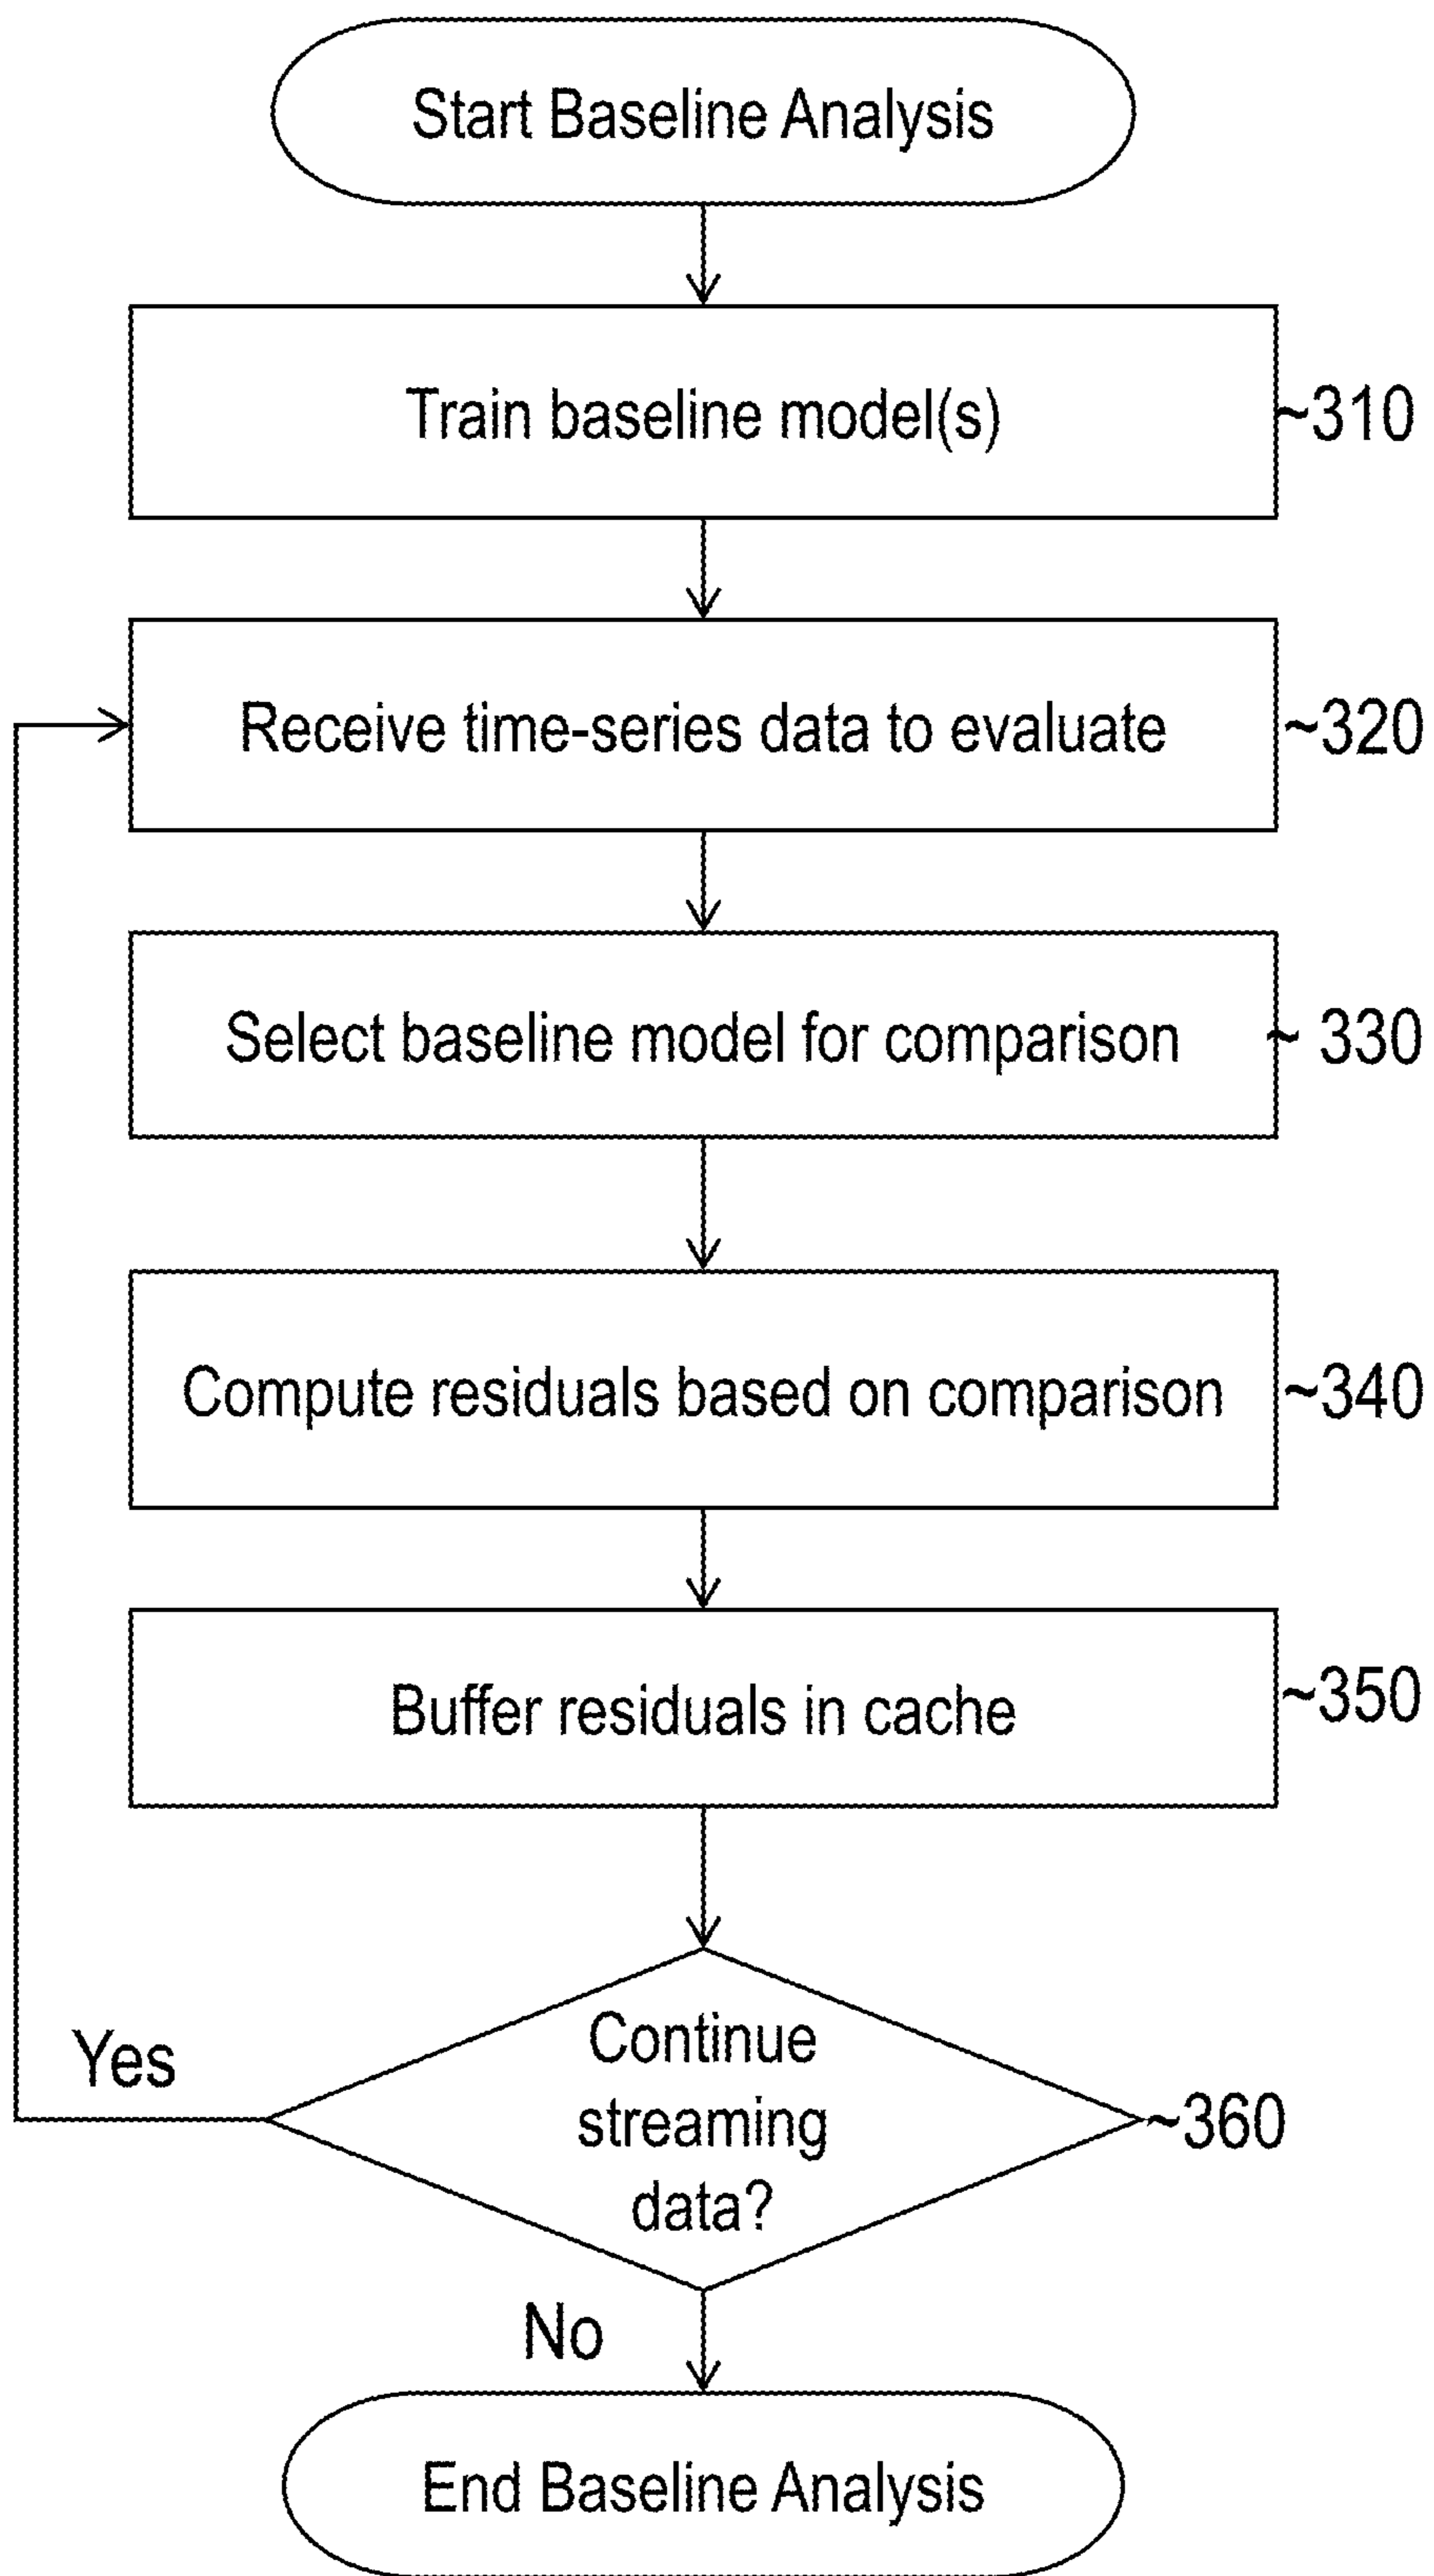 Start Baseline Analysis
Train baseline model(s)
~310
Receive time-series data to evaluate
~320
Select baseline model for comparison
~ 330
Compute residuals based on comparison
~340
Buffer residuals in cache
~350
Continue
streaming
data?
~360
Yes
No
End Baseline Analysis